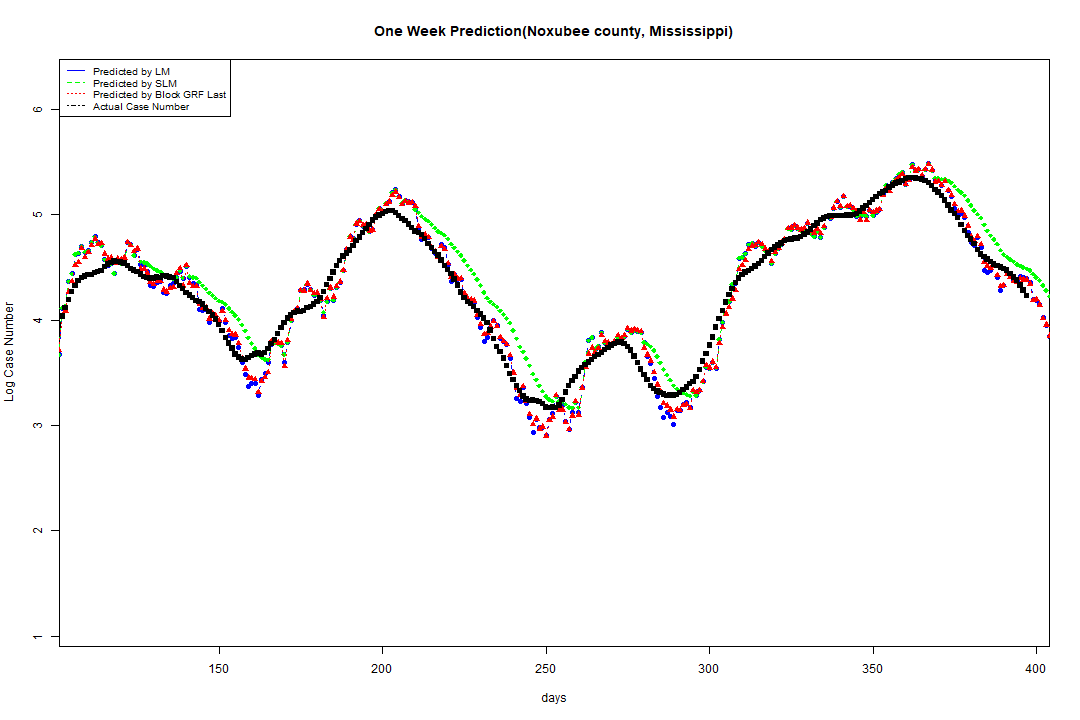 One Week Prediction(Noxubee county, Mississippi)
Predicted by LM
Predicted by SLM
Predicted by Block GRF Last
Actual Case Number
Log Case Number
6
5
4
3
2
1
150 200 250 300 350 400
days